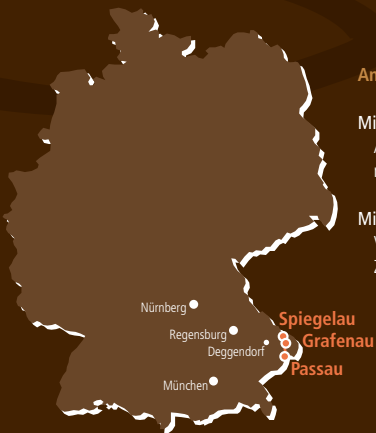 An
Mi
Mi
Nürnberg
Spiegelau
Regensburg
Grafenau
Deggendorf
Passau
München